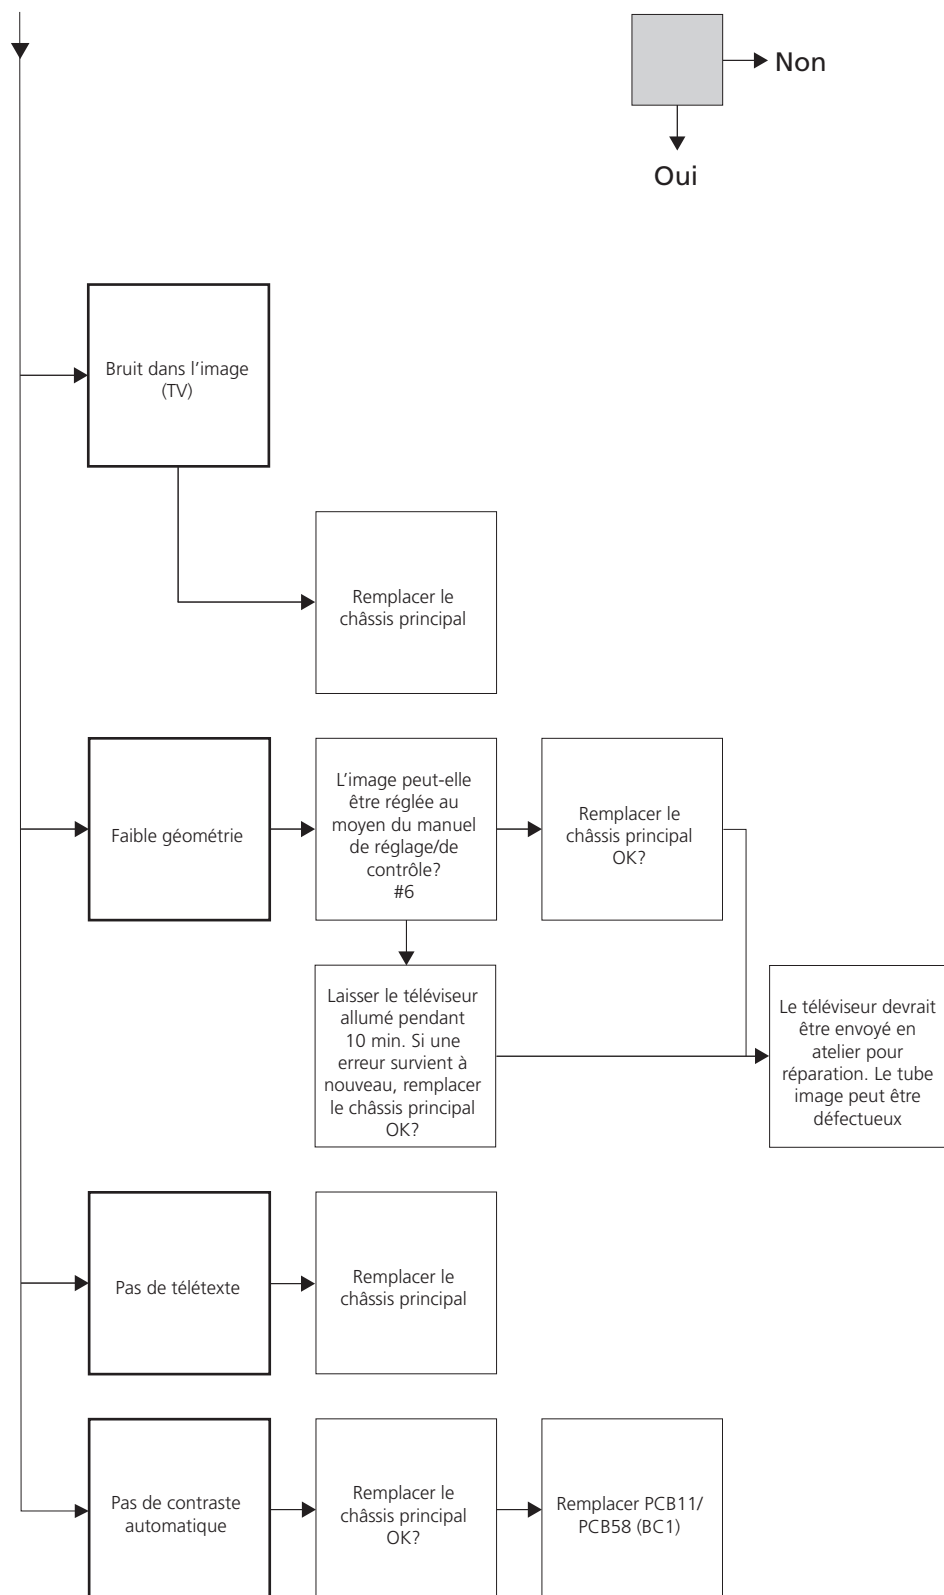 Non
Oui
Bruit dans l'image
(TV)
Remplacer le
châssis principal
Faible géométrie
L'image peut-elle
être réglée au
moyen du manuel
de réglage/de
contrôle?
#6
Remplacer le
châssis principal
OK?
Laisser le téléviseur
allumé pendant
10 min. Si une
erreur survient à
nouveau, remplacer
le châssis principal
OK?
Le téléviseur devrait
être envoyé en
atelier pour
réparation. Le tube
image peut être
défectueux
Pas de télétexte
Remplacer le
châssis principal
Pas de contraste
automatique
Remplacer le
châssis principal
OK?
Remplacer PCB11/
PCB58 (BC1)